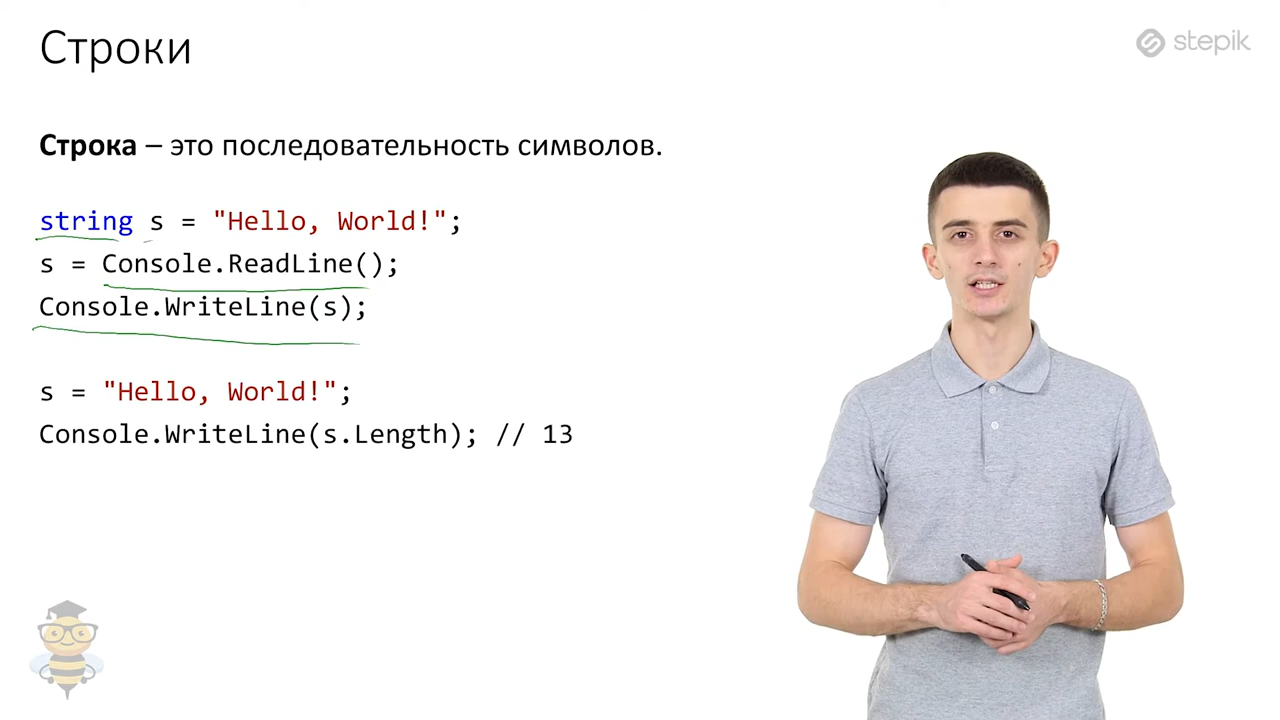 Строки
stepik
Строка – это последовательность символов.
string s = "Hello, World!";
s = Console.ReadLine();
Console.WriteLine(s);
s = "Hello, World!";
Console.WriteLine(s.Length); // 13